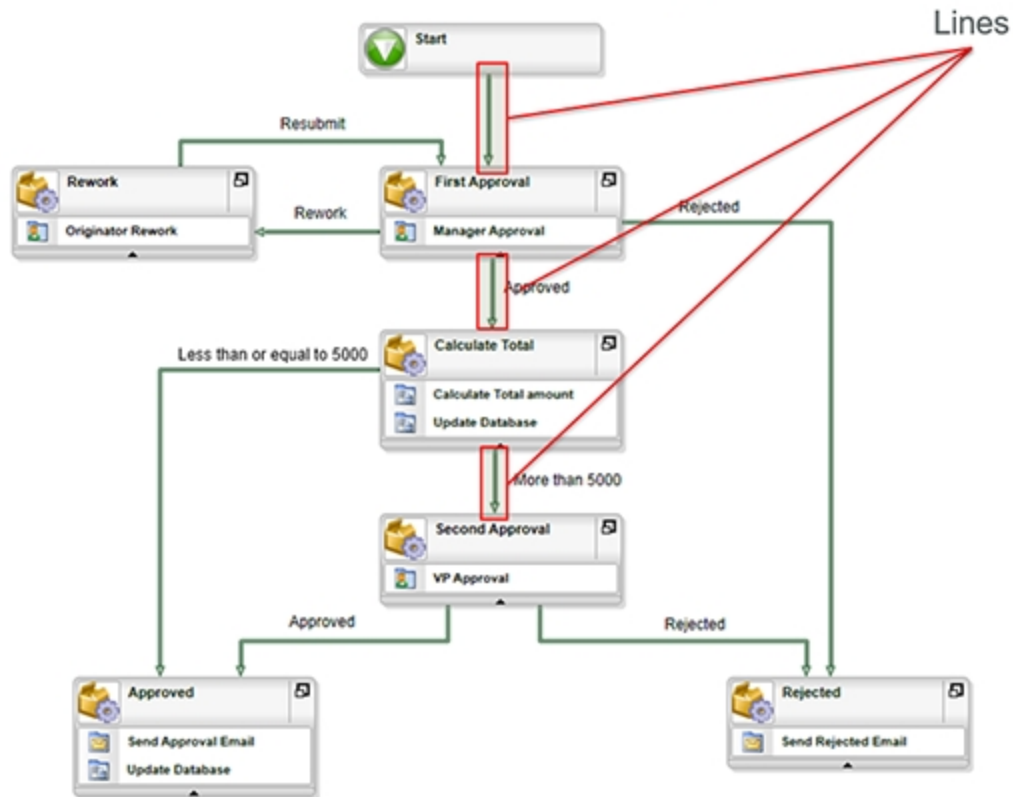 Lines
Start
Resubmit
Rework
Originator Rework
Rework
First Approval
Manager Approval
Rejected
Approved
Less than or equal to 5000
Calculate Total
Calculate Total amount
Update Database
More than 5000
Second Approval
VP Approval
Approved
Rejected
Approved
Send Approval Email
Update Database
Rejected
Send Rejected Email